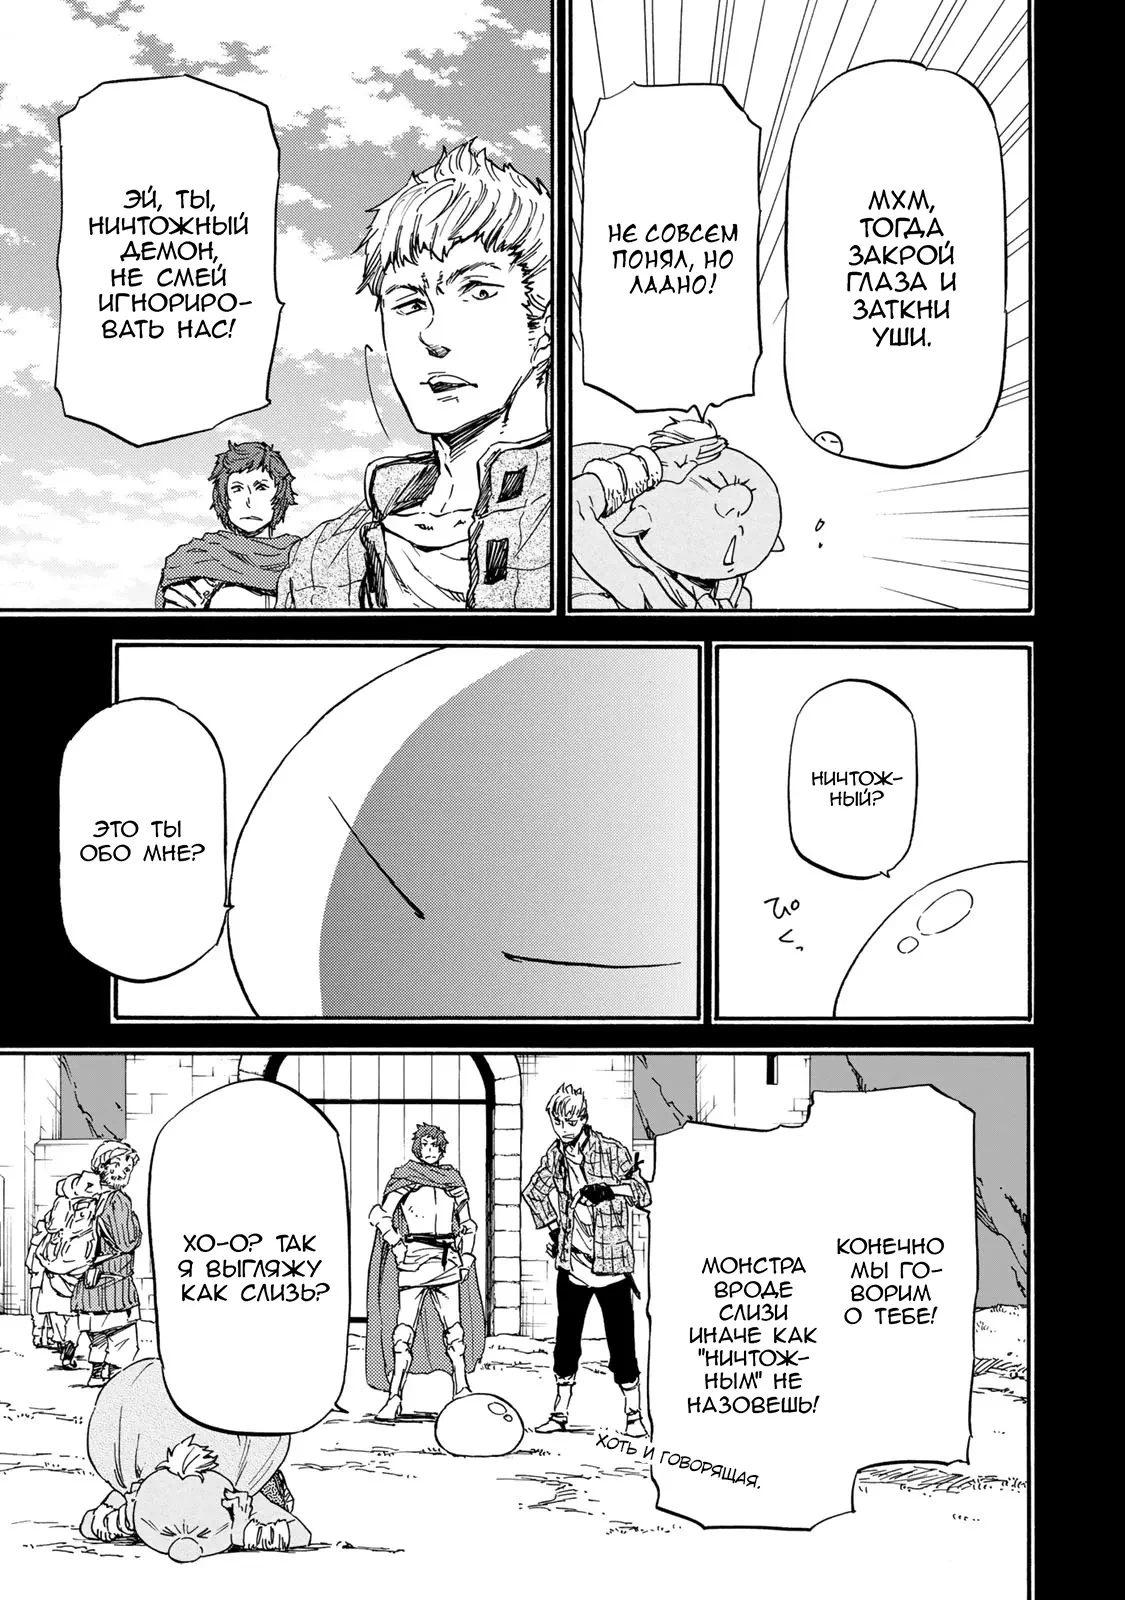 МХМ,
ТОГДА
ЗАКРОЙ
ГЛАЗА И
ЗАТКНИ
УШИ.
НЕ СОВСЕМ
ПОНЯЛ, НО
ЛАДНО!
ЭЙ, ТЫ,
НИЧТОЖНЫЙ
ДЕМОН,
НЕ СМЕЙ
ИГНОРИРО-
ВАТЬ НАС!
НИЧТОЖ-
НЫЙ?
ぴ
く
ЭТО ТЫ
ОБО МНЕ?
КОНЕЧНО
МЫ ГО-
ВОРИМ
О ТЕБЕ!
МОНСТРА
ВРОДЕ
СЛИЗИ
ИНАЧЕ КАК
"НИЧТОЖ-
НЫМ" НЕ
НАЗОВЕШЬ!
ХОТЬ И ГОВОРЯЩАЯ.
ХО-О? ТАК
Я ВЫГЛЯЖУ
КАК СЛИЗЬ?